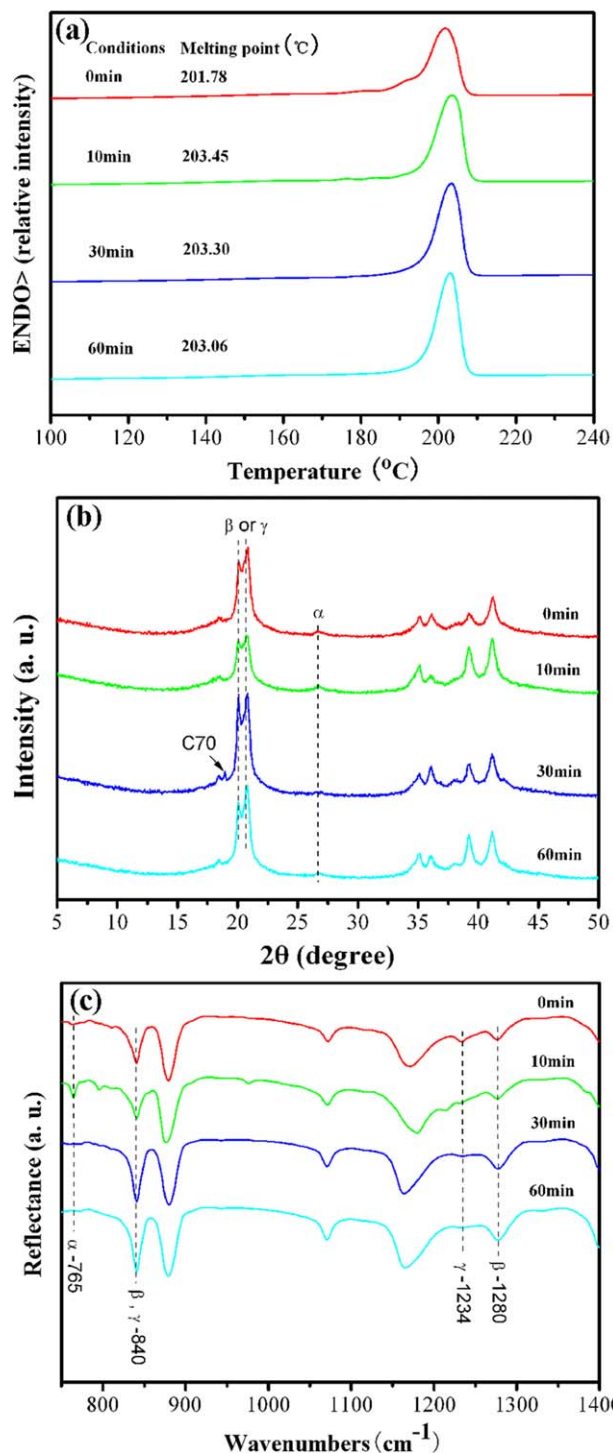 (a)
Conditions Melting point (℃)
0min 201.78
10min 203.45
30min 203.30
60min 203.06
ENDO> (relative intensity)
100 120 140 160 180 200 220 240
Temperature (°C)
(b)
β or γ
α
0min
10min
C70
30min
60min
Intensity (a. u.)
5 10 15 20 25 30 35 40 45 50
2θ (degree)
(c)
0min
10min
30min
60min
Reflectance (a. u.)
α -765
β , γ -840
γ -1234
β -1280
800 900 1000 1100 1200 1300 1400
Wavenumbers (cm⁻¹)